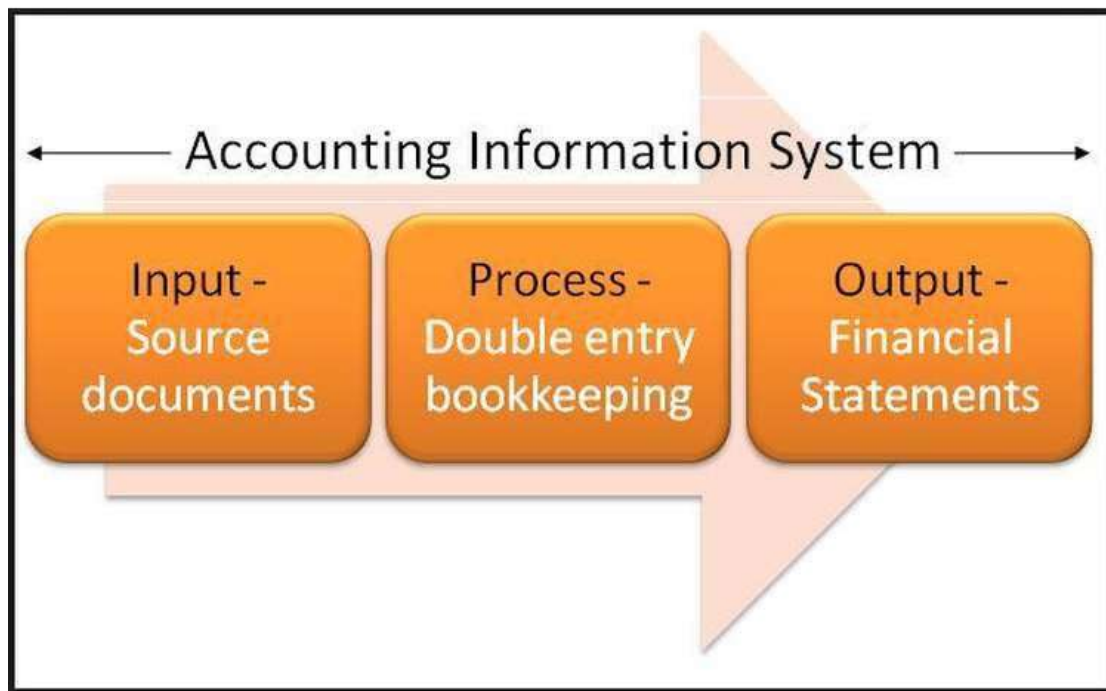 Accounting Information System
Input -
Source
documents
Process -
Double entry
bookkeeping
Output -
Financial
Statements